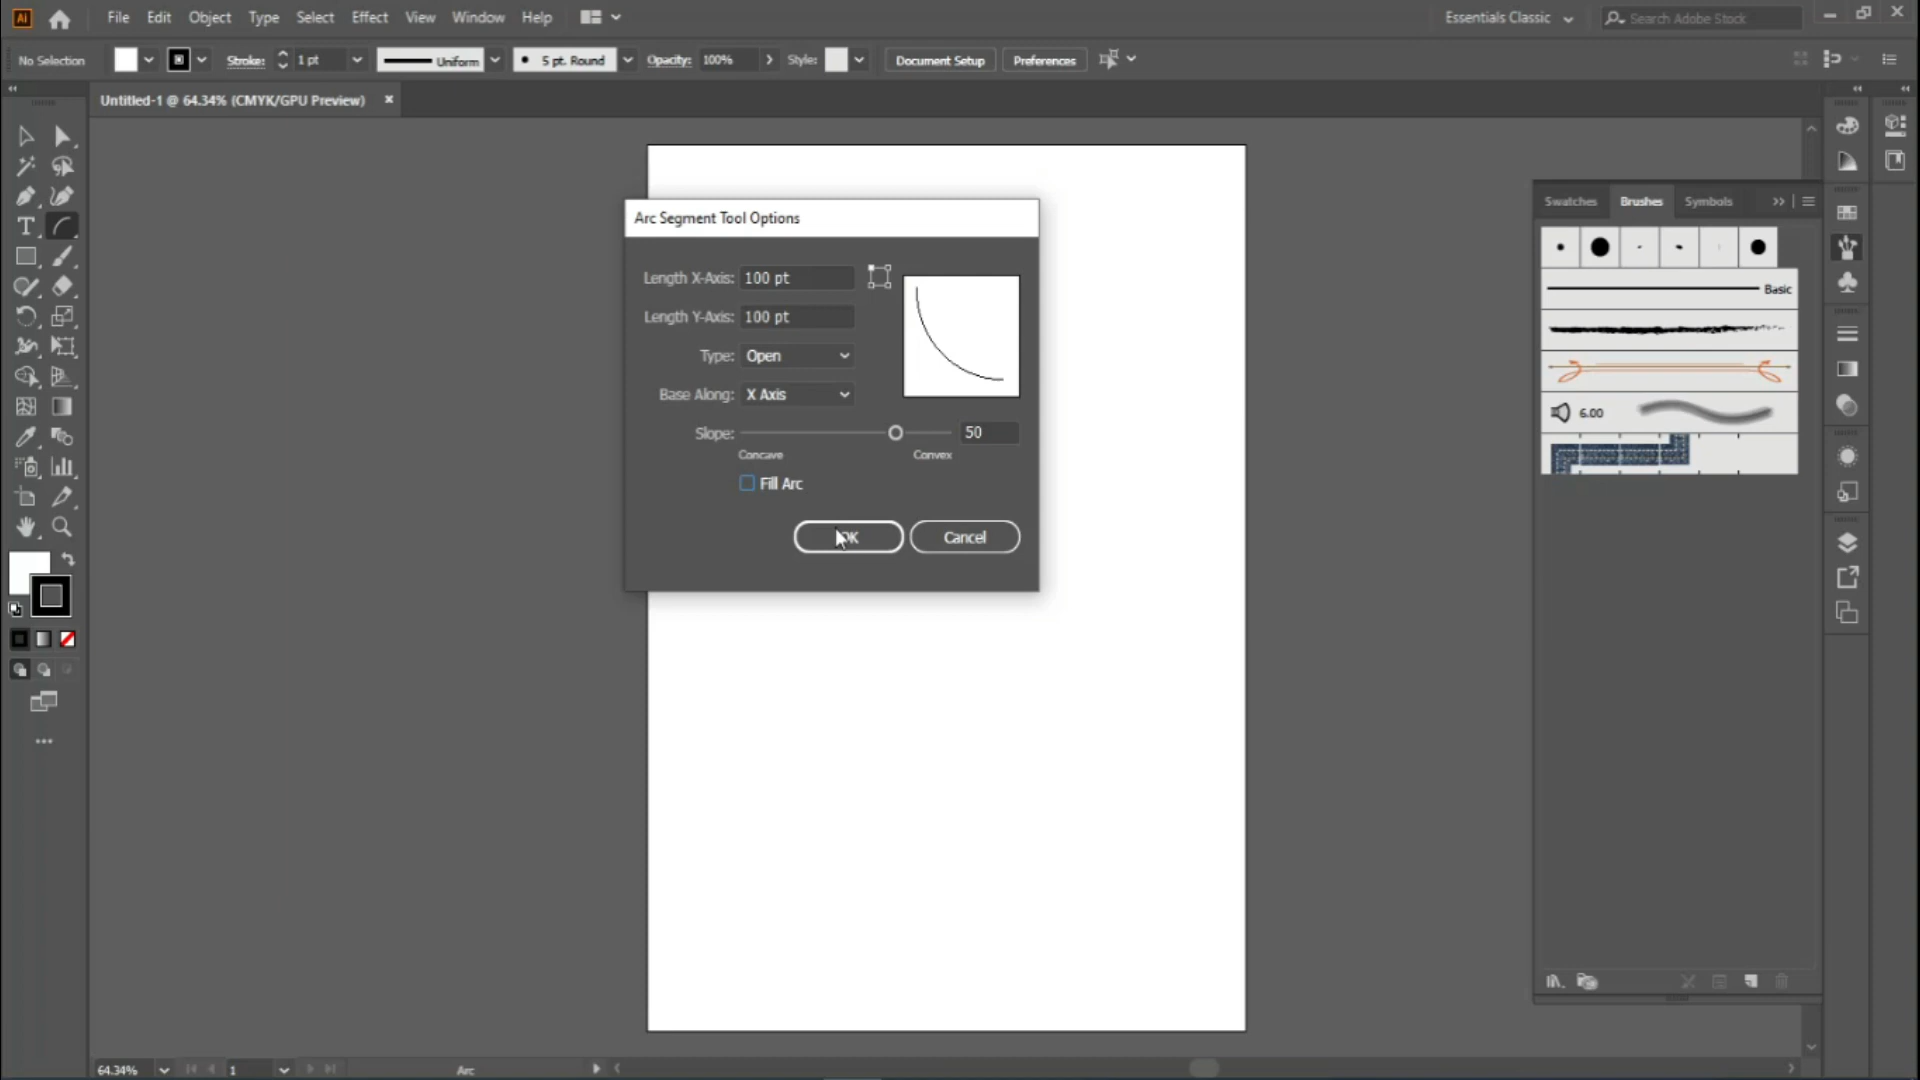 Ai File Edit Object Type Select Effect View Window Help Essentials Classic Search Adobe Stock
No Selection Stroke: 1 pt Uniform 5 pt. Round Opacity: 100% Style: Document Setup Preferences
Untitled-1 @ 64.34% (CMYK/GPU Preview)
Swatches Brushes Symbols
Arc Segment Tool Options
Length X-Axis: 100 pt
Length Y-Axis: 100 pt
Type: Open
Base Along: X Axis
Slope: 50
Concave Convex
Fill Arc
OK Cancel
Basic
6.00
64.34% 1 Arc